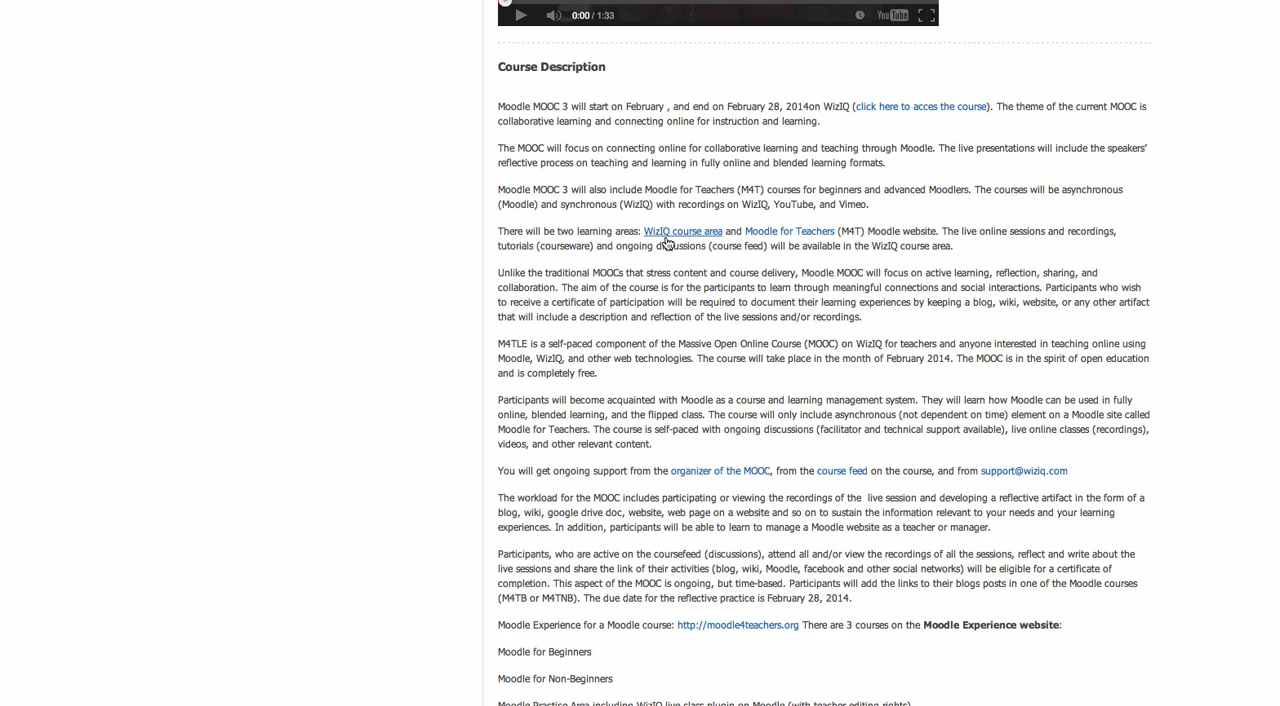 0:00 / 1:33
YouTube
Course Description
Moodle MOOC 3 will start on February , and end on February 28, 2014on WizIQ (click here to acces the course). The theme of the current MOOC is
collaborative learning and connecting online for instruction and learning.
The MOOC will focus on connecting online for collaborative learning and teaching through Moodle. The live presentations will include the speakers'
reflective process on teaching and learning in fully online and blended learning formats.
Moodle MOOC 3 will also include Moodle for Teachers (M4T) courses for beginners and advanced Moodlers. The courses will be asynchronous
(Moodle) and synchronous (WizIQ) with recordings on WizIQ, YouTube, and Vimeo.
There will be two learning areas: WizIQ course area and Moodle for Teachers (M4T) Moodle website. The live online sessions and recordings,
tutorials (courseware) and ongoing discussions (course feed) will be available in the WizIQ course area.
Unlike the traditional MOOCs that stress content and course delivery, Moodle MOOC will focus on active learning, reflection, sharing, and
collaboration. The aim of the course is for the participants to learn through meaningful connections and social interactions. Participants who wish
to receive a certificate of participation will be required to document their learning experiences by keeping a blog, wiki, website, or any other artifact
that will include a description and reflection of the live sessions and/or recordings.
M4TLE is a self-paced component of the Massive Open Online Course (MOOC) on WizIQ for teachers and anyone interested in teaching online using
Moodle, WizIQ, and other web technologies. The course will take place in the month of February 2014. The MOOC is in the spirit of open education
and is completely free.
Participants will become acquainted with Moodle as a course and learning management system. They will learn how Moodle can be used in fully
online, blended learning, and the flipped class. The course will only include asynchronous (not dependent on time) element on a Moodle site called
Moodle for Teachers. The course is self-paced with ongoing discussions (facilitator and technical support available), live online classes (recordings),
videos, and other relevant content.
You will get ongoing support from the organizer of the MOOC, from the course feed on the course, and from support@wiziq.com
The workload for the MOOC includes participating or viewing the recordings of the live session and developing a reflective artifact in the form of a
blog, wiki, google drive doc, website, web page on a website and so on to sustain the information relevant to your needs and your learning
experiences. In addition, participants will be able to learn to manage a Moodle website as a teacher or manager.
Participants, who are active on the coursefeed (discussions), attend all and/or view the recordings of all the sessions, reflect and write about the
live sessions and share the link of their activities (blog, wiki, Moodle, facebook and other social networks) will be eligible for a certificate of
completion. This aspect of the MOOC is ongoing, but time-based. Participants will add the links to their blogs posts in one of the Moodle courses
(M4TB or M4TNB). The due date for the reflective practice is February 28, 2014.
Moodle Experience for a Moodle course: http://moodle4teachers.org There are 3 courses on the Moodle Experience website:
Moodle for Beginners
Moodle for Non-Beginners
Moodle Practice Area including WizIQ live class plugin on Moodle (with teacher editing rights)